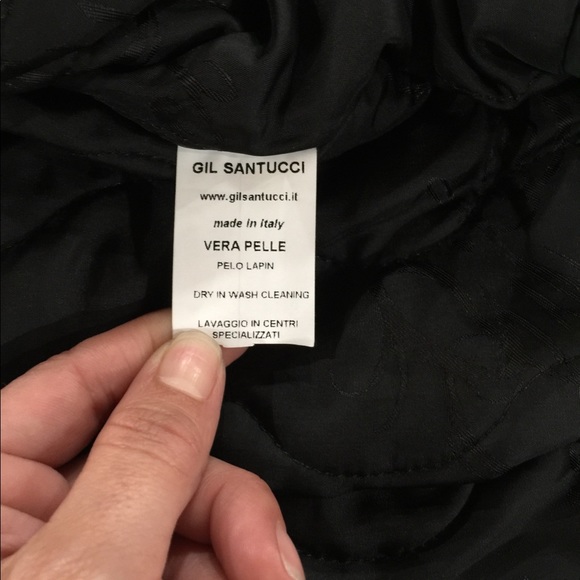 GIL SANTUCCI
www.gilsantucci.it
made in italy
VERA PELLE
PELO LAPIN
DRY IN WASH CLEANING
LAVAGGIO IN CENTRI
SPECIALIZZATI